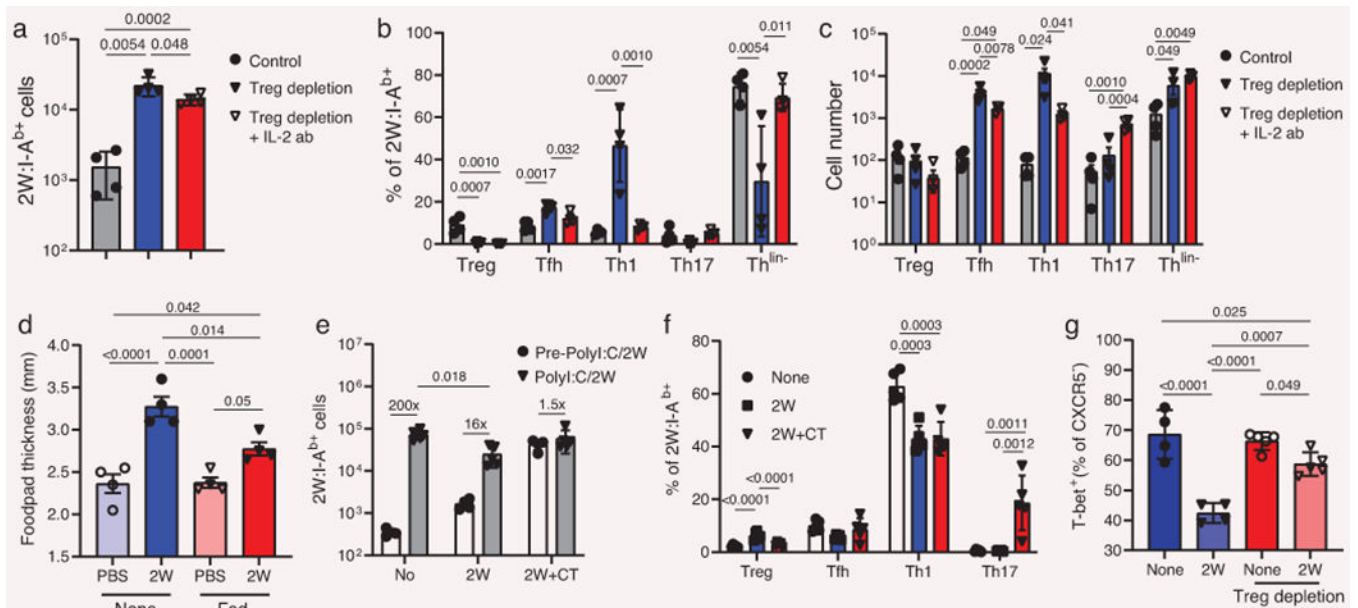 a
0.0002
0.0054 0.048
10⁵
10⁴
10³
10²
2W:I-Aᵇ⁺ cells
Control
Treg depletion
Treg depletion
+ IL-2 ab
b
100
80
60
40
20
0
% of 2W:I-Aᵇ⁺
0.0010
0.0007
0.0017
0.032
0.0007
0.0010
0.0054
0.011
Treg Tfh Th1 Th17 Thˡⁱⁿ⁻
c
10⁵
10⁴
10³
10²
10¹
10⁰
Cell number
0.049
0.0002
0.0078
0.041
0.024
0.0010
0.0004
0.0049
0.049
Treg Tfh Th1 Th17 Thˡⁱⁿ⁻
Control
Treg depletion
Treg depletion
+ IL-2 ab
d
0.042
0.014
<0.0001 0.0001
0.05
4.0
3.5
3.0
2.5
2.0
1.5
Foodpad thickness (mm)
PBS 2W PBS 2W
e
10⁷
10⁶
10⁵
10⁴
10³
10²
2W:I-Aᵇ⁺ cells
Pre-PolyI:C/2W
PolyI:C/2W
0.018
200x
16x
1.5x
No 2W 2W+CT
f
80
60
40
20
0
% of 2W:I-Aᵇ⁺
None
2W
2W+CT
<0.0001
<0.0001
0.0003
0.0003
0.0011
0.0012
Treg Tfh Th1 Th17
g
0.025
0.0007
<0.0001
<0.0001
0.049
100
90
80
70
60
50
40
30
T-bet⁺(% of CXCR5⁻)
None 2W None 2W
Treg depletion